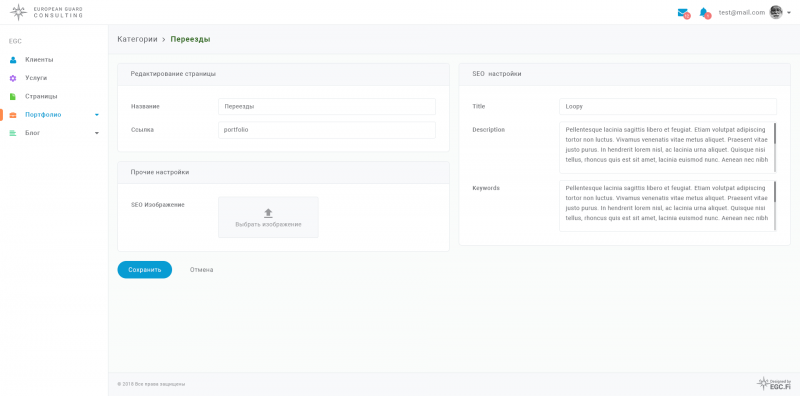 EUROPEAN GUARD
CONSULTING
test@mail.com
EGC
Клиенты
Услуги
Страницы
Портфолио
Блог
Категории > Переезды
Редактирование страницы
Название
Переезды
Ссылка
portfolio
Прочие настройки
SEO Изображение
Выбрать изображение
Сохранить
Отмена
SEO настройки
Title
Loopy
Description
Pellentesque lacinia sagittis libero et feugiat. Etiam volutpat adipiscing
tortor non luctus. Vivamus venenatis vitae metus aliquet. Praesent vitae
justo purus. In hendrerit lorem nisl, ac lacinia urna aliquet. Quisque nisi
tellus, rhoncus quis est sit amet, lacinia euismod nunc. Aenean nec nibh
Keywords
Pellentesque lacinia sagittis libero et feugiat. Etiam volutpat adipiscing
tortor non luctus. Vivamus venenatis vitae metus aliquet. Praesent vitae
justo purus. In hendrerit lorem nisl, ac lacinia urna aliquet. Quisque nisi
tellus, rhoncus quis est sit amet, lacinia euismod nunc. Aenean nec nibh
© 2018 Все права защищены
Designed by
EGC.FI